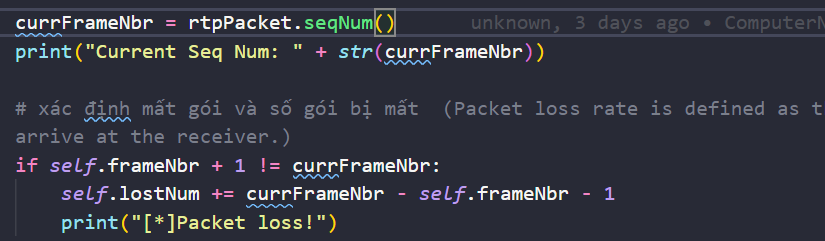 currFrameNbr = rtpPacket.seqNum()    unknown, 3 days ago • ComputerN
print("Current Seq Num: " + str(currFrameNbr))
# xác định mất gói và số gói bị mất  (Packet loss rate is defined as t
arrive at the receiver.)
if self.frameNbr + 1 != currFrameNbr:
    self.lostNum += currFrameNbr - self.frameNbr - 1
    print("[*]Packet loss!")